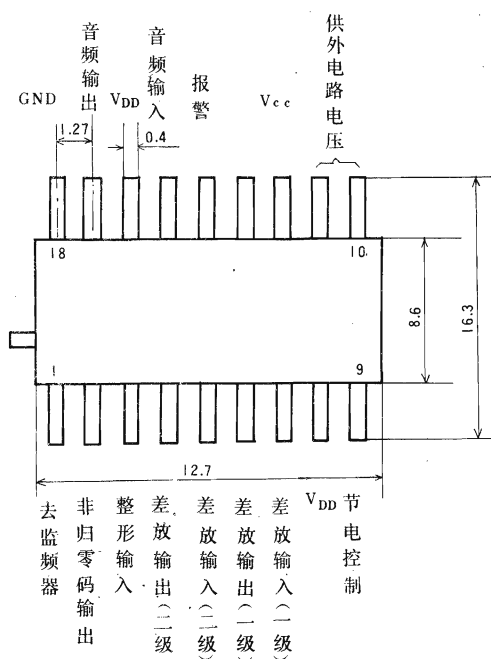 GND
音频输出
VDD
音频输入
报警
Vcc
供外电路电压
1.27
0.4
18
10
8.6
16.3
1
9
12.7
去监频器
非归零码输出
整形输入
差放输出(二级)
差放输入(二级)
差放输出(一级)
差放输入(一级)
VDD
节电控制